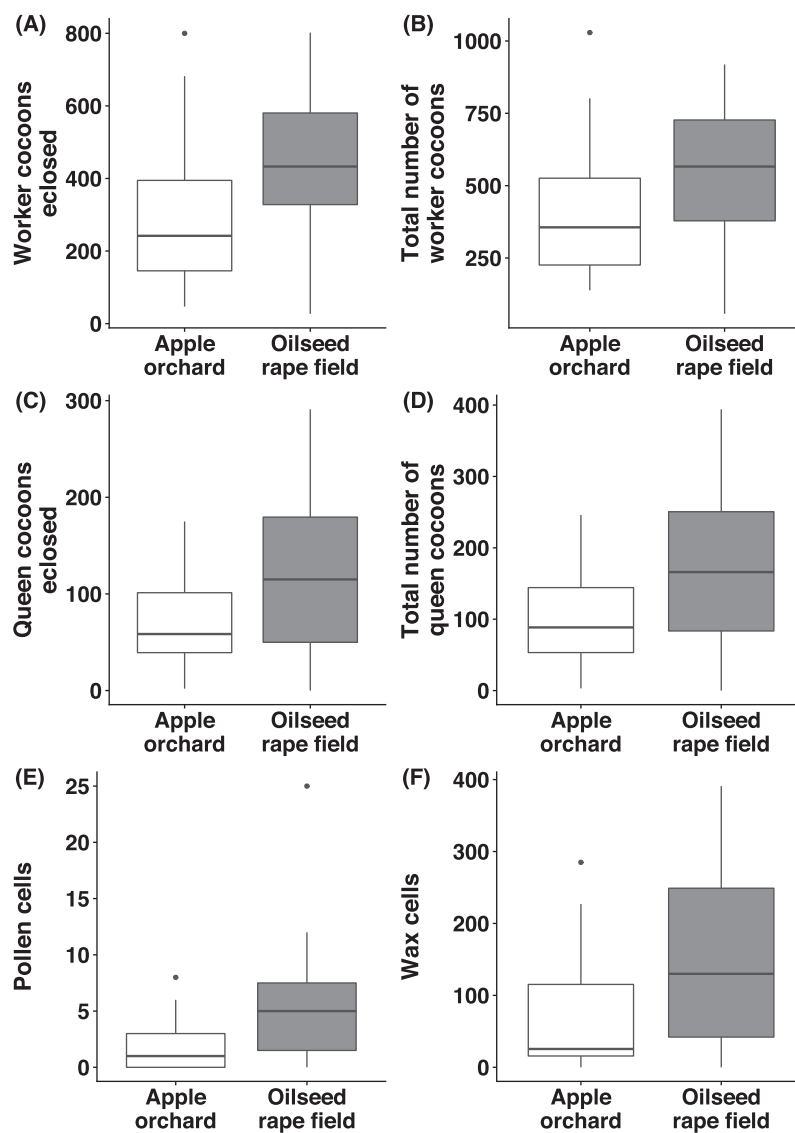 (A)
Worker cocoons
eclosed
800
600
400
200
0
Apple
orchard
Oilseed
rape field
(B)
Total number of
worker cocoons
1000
750
500
250
Apple
orchard
Oilseed
rape field
(C)
Queen cocoons
eclosed
300
200
100
0
Apple
orchard
Oilseed
rape field
(D)
Total number of
queen cocoons
400
300
200
100
0
Apple
orchard
Oilseed
rape field
(E)
Pollen cells
25
20
15
10
5
0
Apple
orchard
Oilseed
rape field
(F)
Wax cells
400
300
200
100
0
Apple
orchard
Oilseed
rape field